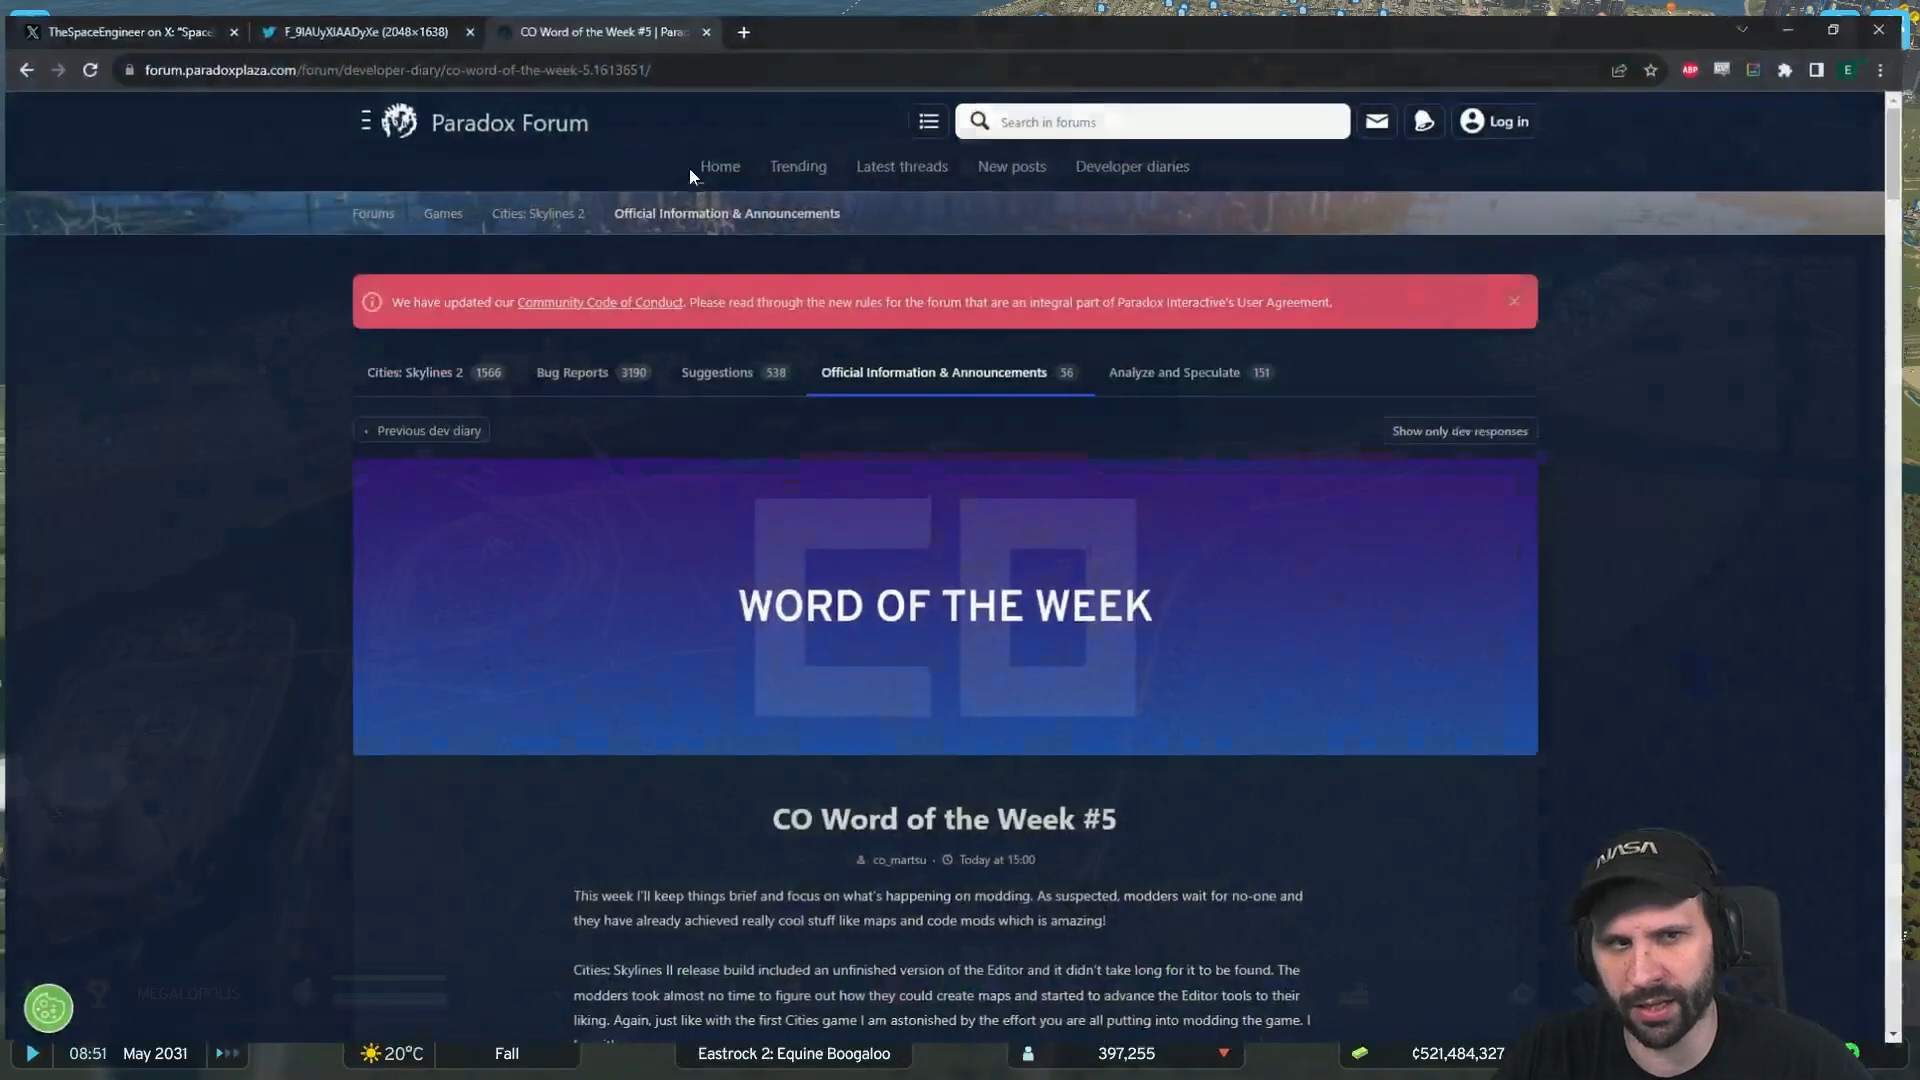 TheSpaceEngineer on X: "Space
F_9IAUyXIAADyXe (2048×1638)
CO Word of the Week #5 | Para
forum.paradoxplaza.com/forum/developer-diary/co-word-of-the-week-5.1613651/
ABP
E
Paradox Forum
Search in forums
Log in
Home
Trending
Latest threads
New posts
Developer diaries
Forums
Games
Cities: Skylines 2
Official Information & Announcements
We have updated our Community Code of Conduct. Please read through the new rules for the forum that are an integral part of Paradox Interactive's User Agreement.
Cities: Skylines 2 1566
Bug Reports 3190
Suggestions 538
Official Information & Announcements 56
Analyze and Speculate 151
Previous dev diary
Show only dev responses
CO
WORD OF THE WEEK
CO Word of the Week #5
co_martsu · Today at 15:00
This week I'll keep things brief and focus on what's happening on modding. As suspected, modders wait for no-one and
they have already achieved really cool stuff like maps and code mods which is amazing!
Cities: Skylines II release build included an unfinished version of the Editor and it didn't take long for it to be found. The
modders took almost no time to figure out how they could create maps and started to advance the Editor tools to their
liking. Again, just like with the first Cities game I am astonished by the effort you are all putting into modding the game. I
MEGALOPOLIS
NASA
08:51
May 2031
20°C
Fall
Eastrock 2: Equine Boogaloo
397,255
₵521,484,327